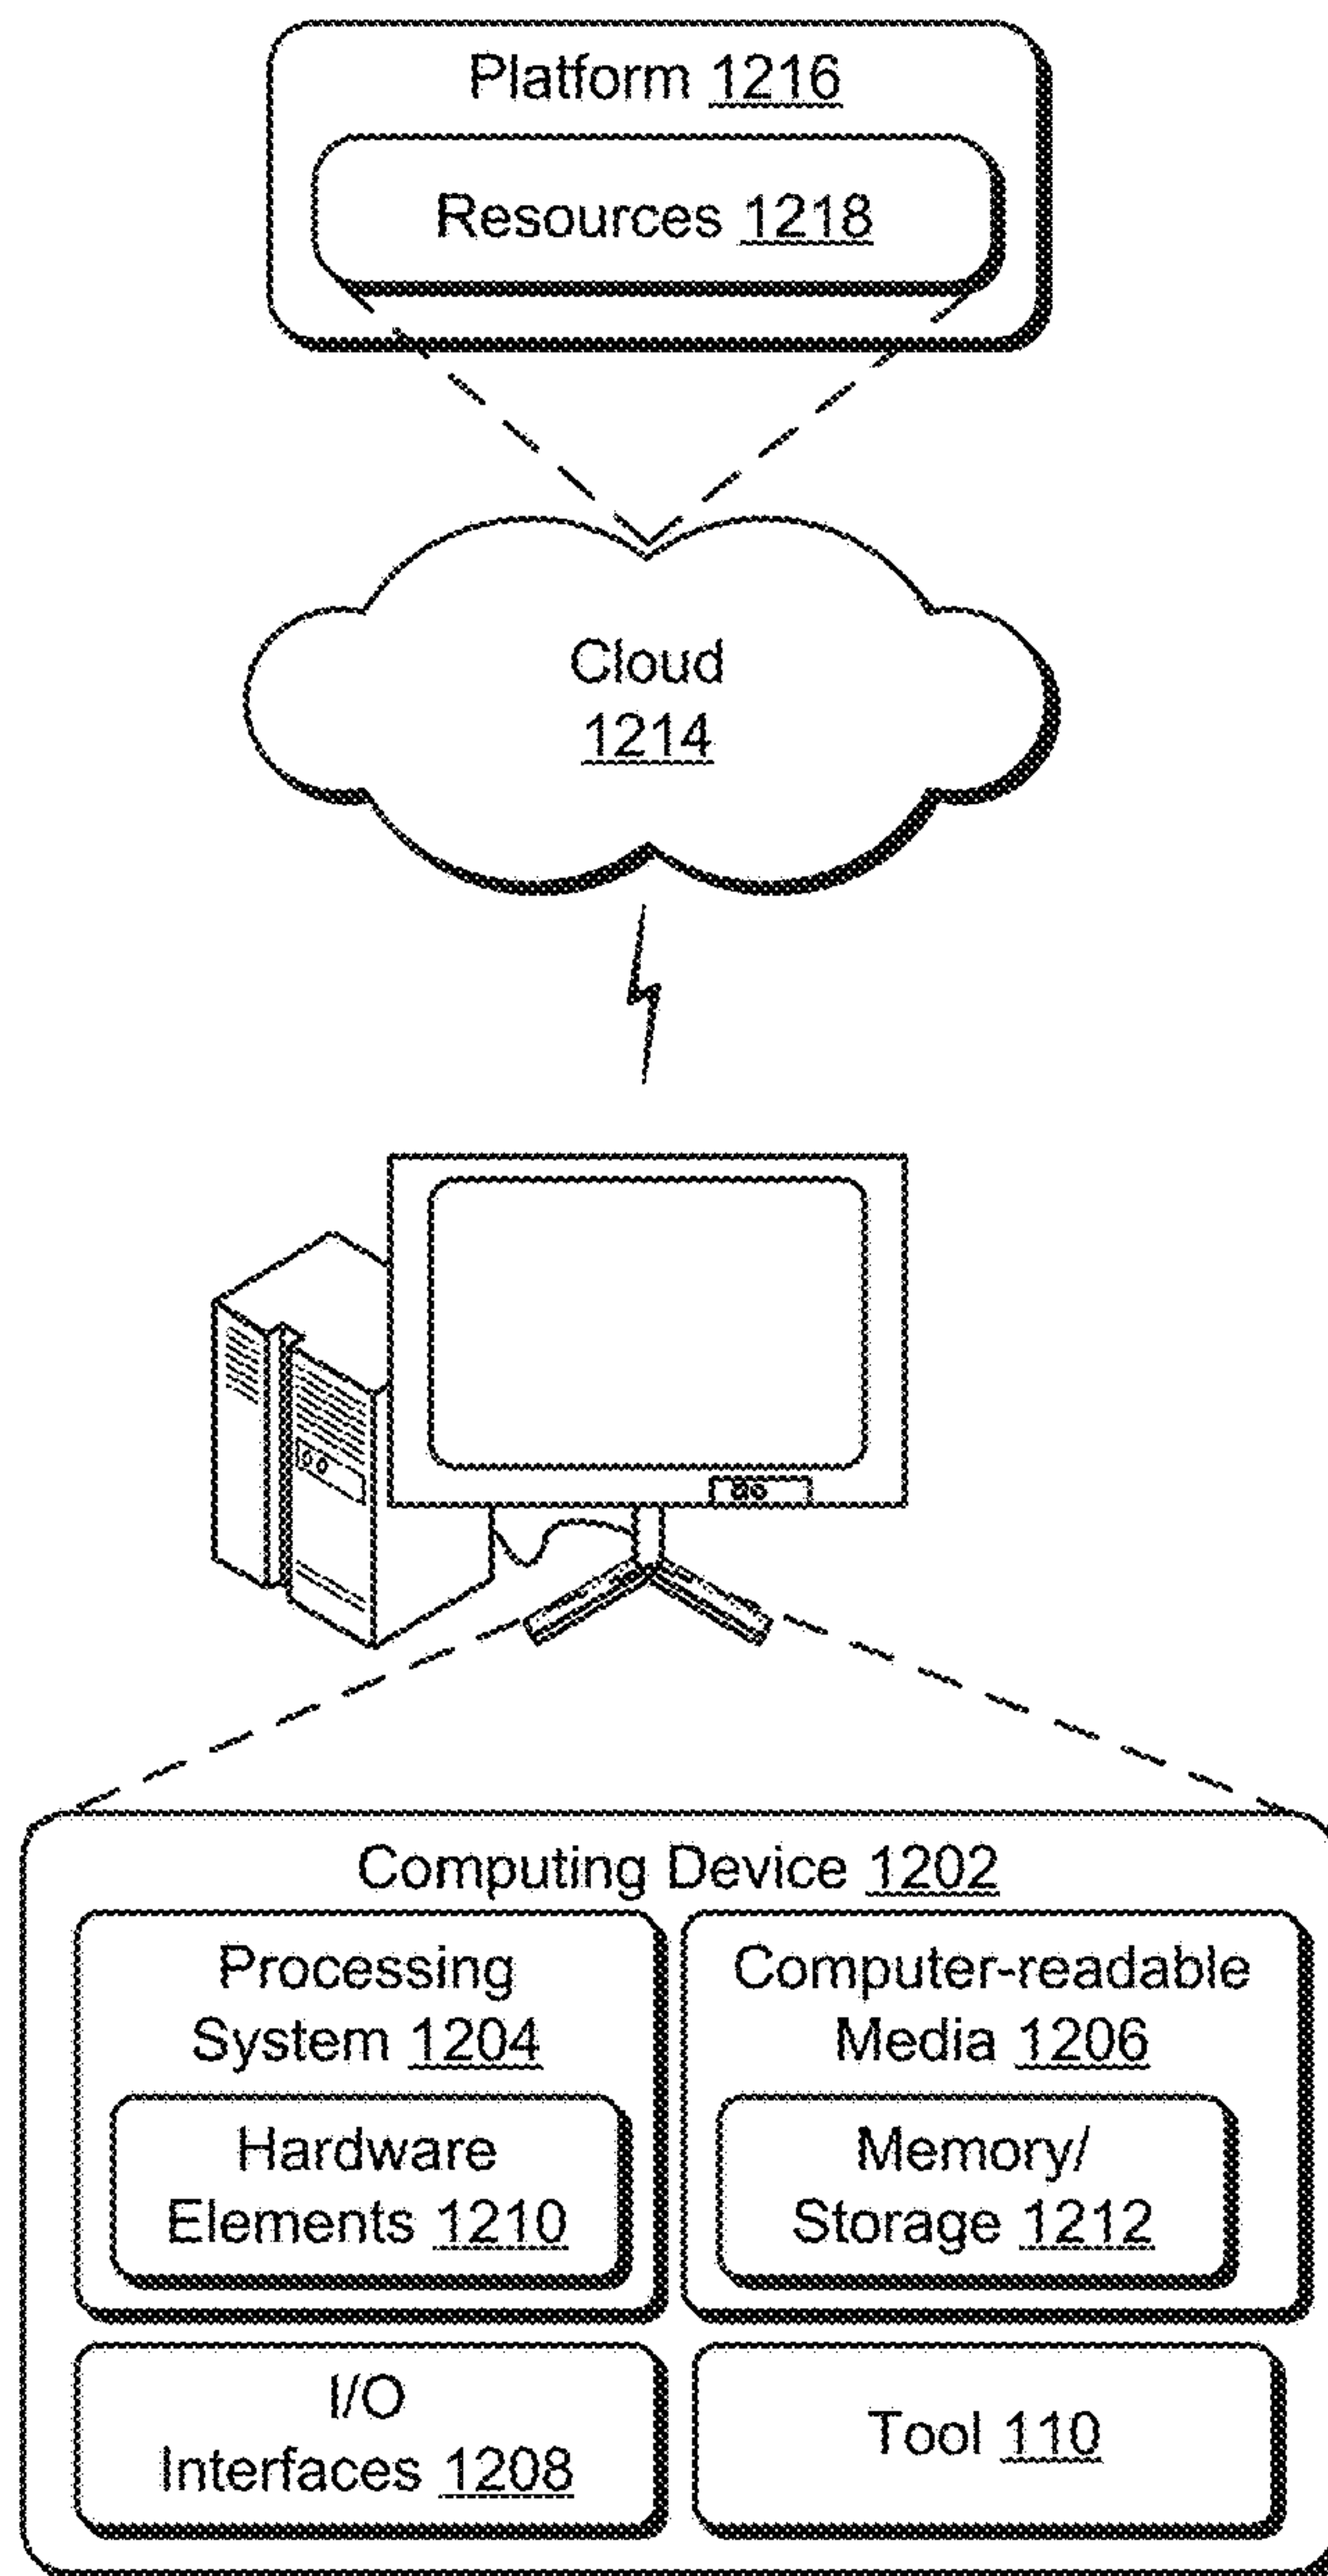 Platform 1216
Resources 1218
Cloud
1214
Computing Device 1202
Processing
System 1204
Hardware
Elements 1210
Computer-readable
Media 1206
Memory/
Storage 1212
I/O
Interfaces 1208
Tool 110